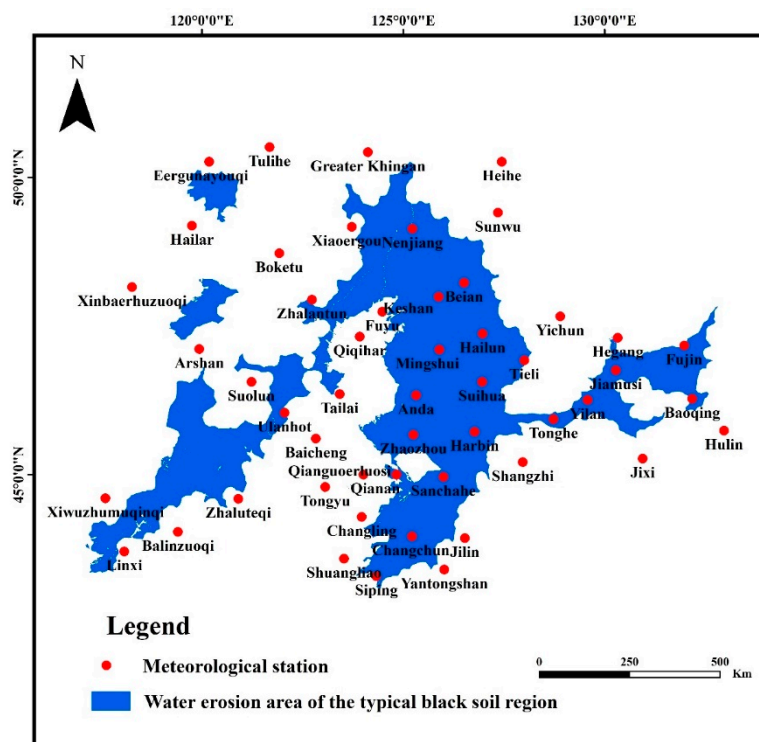 120°0'0"E 125°0'0"E 130°0'0"E
N
50°0'0"N
45°0'0"N
Tulihe
Greater Khingan
Eergunayouqi
Heihe
Sunwu
Hailar
Xiaoergou
Nenjiang
Boketu
Xinbaerhuzuoqi
Zhalantun
Keshan
Beian
Fuyu
Yichun
Qiqihar
Hailun
Hegang
Arshan
Mingshui
Tieli
Fujin
Suolun
Jiamusi
Tailai
Anda
Suihua
Yilan
Baoqing
Ulanhot
Tonghe
Baicheng
Zhaozhou
Harbin
Hulin
Qianguoerluosi
Shangzhi
Jixi
Tongyu
Qianan
Sanchahe
Xiwuzhumuqinqi
Zhaluteqi
Changling
Balinzuoqi
Changchun
Jilin
Linxi
Shuangliao
Siping
Yantongshan
Legend
Meteorological station
Water erosion area of the typical black soil region
0 250 500
Km